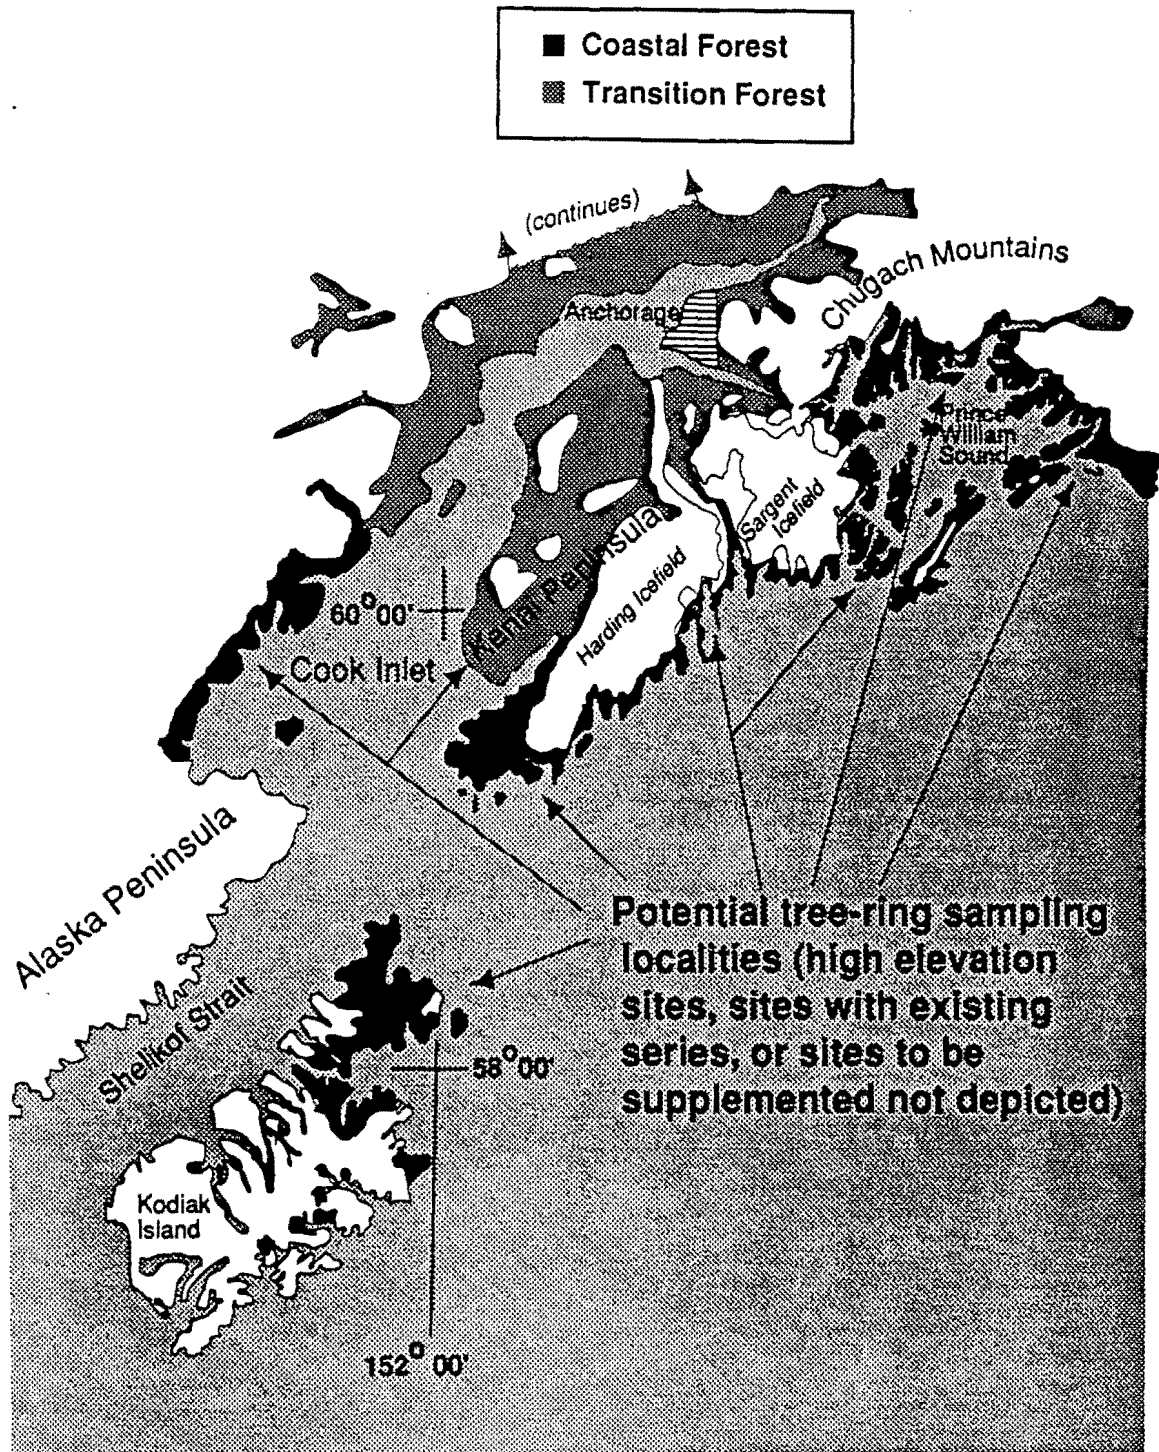 Coastal Forest
Transition Forest
(continues)
Chugach Mountains
Anchorage
Prince
William
Sound
Sargent
Icefield
Kenai Peninsula
Harding Icefield
60°00'
Cook Inlet
Alaska Peninsula
Potential tree-ring sampling
localities (high elevation
sites, sites with existing
series, or sites to be
supplemented not depicted)
Shelikof Strait
58°00'
Kodiak
Island
152° 00'